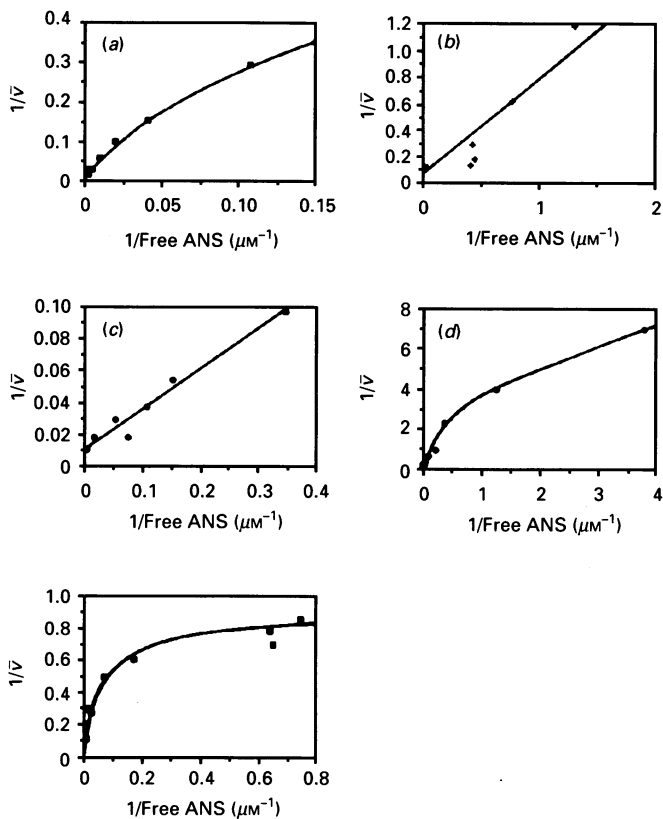 0.4
0.3
0.2
0.1
0
1/ν̄
(a)
0 0.05 0.10 0.15
1/Free ANS (μM⁻¹)
1.2
1.0
0.8
0.6
0.4
0.2
0
1/ν̄
(b)
0 1 2
1/Free ANS (μM⁻¹)
0.10
0.08
0.06
0.04
0.02
0
1/ν̄
(c)
0 0.1 0.2 0.3 0.4
1/Free ANS (μM⁻¹)
8
6
4
2
0
1/ν̄
(d)
0 1 2 3 4
1/Free ANS (μM⁻¹)
1.0
0.8
0.6
0.4
0.2
0
1/ν̄
0 0.2 0.4 0.6 0.8
1/Free ANS (μM⁻¹)